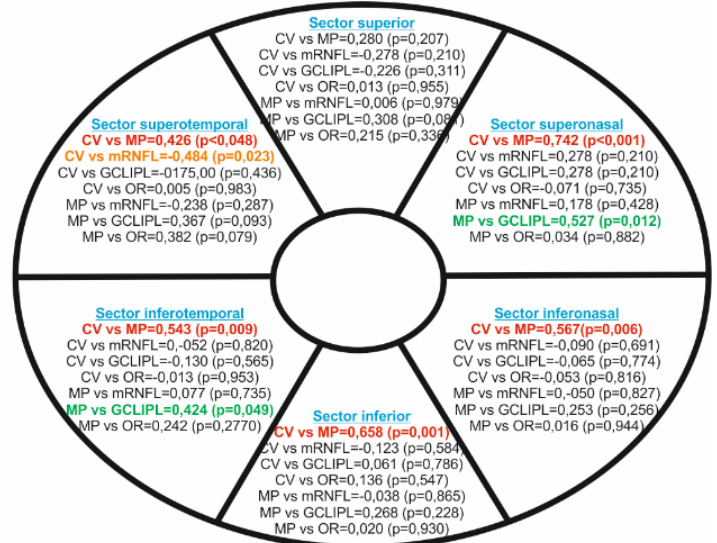 Sector superior
CV vs MP=0,280 (p=0,207)
CV vs mRNFL=-0,278 (p=0,210)
CV vs GCLIPL=-0,226 (p=0,311)
CV vs OR=0,013 (p=0,955)
MP vs mRNFL=0,006 (p=0,979)
MP vs GCLIPL=0,308 (p=0,081)
MP vs OR=0,215 (p=0,336)
Sector superotemporal
CV vs MP=0,426 (p<0,048)
CV vs mRNFL=-0,484 (p=0,023)
CV vs GCLIPL=-0175,00 (p=0,436)
CV vs OR=0,005 (p=0,983)
MP vs mRNFL=-0,238 (p=0,287)
MP vs GCLIPL=0,367 (p=0,093)
MP vs OR=0,382 (p=0,079)
Sector superonasal
CV vs MP=0,742 (p<0,001)
CV vs mRNFL=0,278 (p=0,210)
CV vs GCLIPL=0,278 (p=0,210)
CV vs OR=-0,071 (p=0,735)
MP vs mRNFL=0,178 (p=0,428)
MP vs GCLIPL=0,527 (p=0,012)
MP vs OR=0,034 (p=0,882)
Sector inferotemporal
CV vs MP=0,543 (p=0,009)
CV vs mRNFL=0,-052 (p=0,820)
CV vs GCLIPL=-0,130 (p=0,565)
CV vs OR=-0,013 (p=0,953)
MP vs mRNFL=0,077 (p=0,735)
MP vs GCLIPL=0,424 (p=0,049)
MP vs OR=0,242 (p=0,2770)
Sector inferonasal
CV vs MP=0,567(p=0,006)
CV vs mRNFL=-0,090 (p=0,691)
CV vs GCLIPL=-0,065 (p=0,774)
CV vs OR=-0,053 (p=0,816)
MP vs mRNFL=0,-050 (p=0,827)
MP vs GCLIPL=0,253 (p=0,256)
MP vs OR=0,016 (p=0,944)
Sector inferior
CV vs MP=0,658 (p=0,001)
CV vs mRNFL=-0,123 (p=0,584)
CV vs GCLIPL=0,061 (p=0,786)
CV vs OR=0,136 (p=0,547)
MP vs mRNFL=-0,038 (p=0,865)
MP vs GCLIPL=0,268 (p=0,228)
MP vs OR=0,020 (p=0,930)